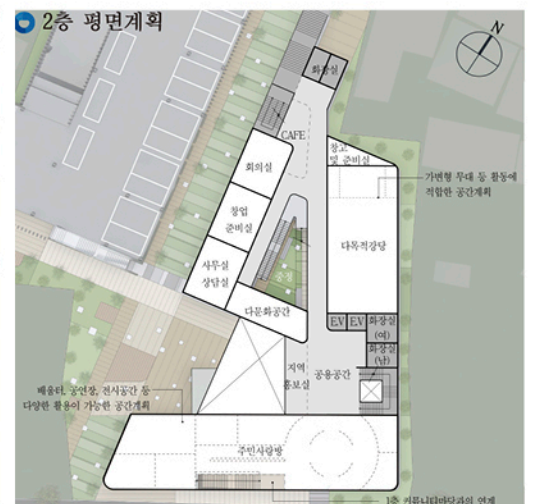 2층 평면계획
N
화장실
CAFE
회의실
창고
및 준비실
가변형 무대 등 활동에
적합한 공간계획
창업
준비실
다목적강당
사무실
상담실
중정
다문화공간
E.V E.V 화장실
(여)
화장실
(남)
지역
홍보실
공용공간
배움터, 공연장, 전시공간 등
다양한 활용이 가능한 공간계획
주민사랑방
1층 커뮤니티마당과의 연계